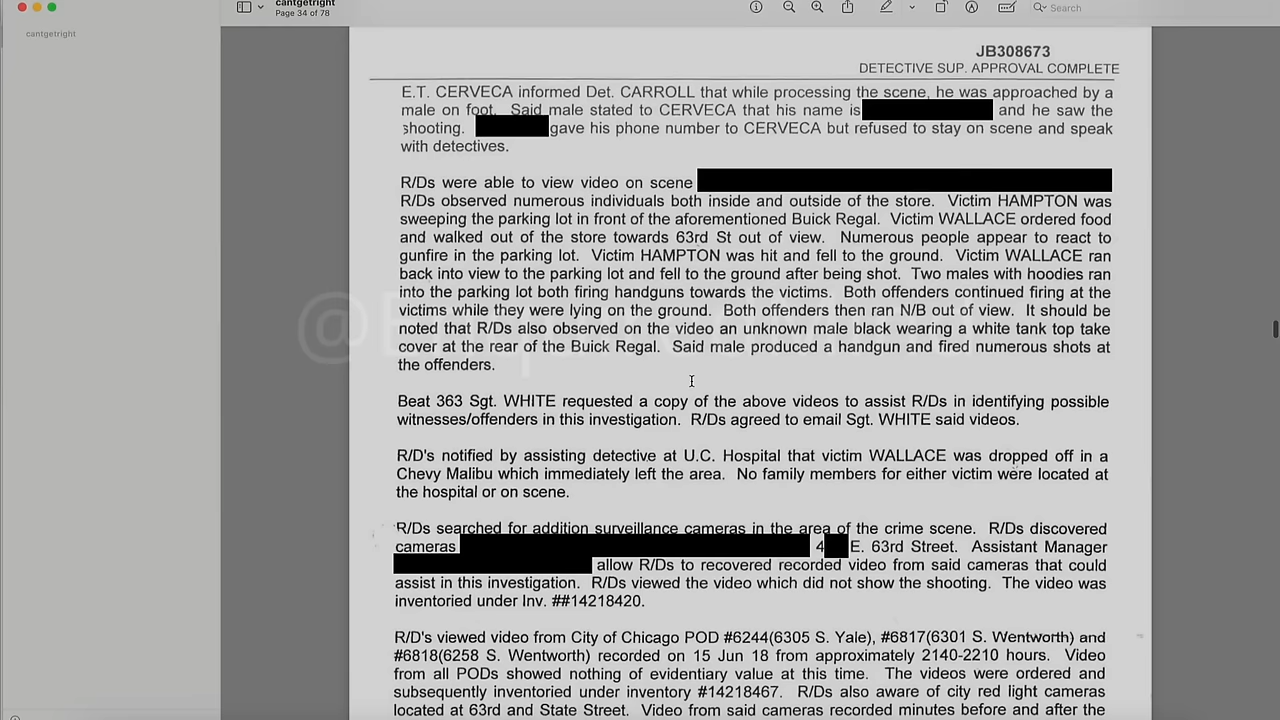 cantgetright
Page 34 of 78
Search
cantgetright
JB308673
DETECTIVE SUP. APPROVAL COMPLETE
E.T. CERVECA informed Det. CARROLL that while processing the scene, he was approached by a
male on foot. Said male stated to CERVECA that his name is and he saw the
shooting. gave his phone number to CERVECA but refused to stay on scene and speak
with detectives.
R/Ds were able to view video on scene
R/Ds observed numerous individuals both inside and outside of the store. Victim HAMPTON was
sweeping the parking lot in front of the aforementioned Buick Regal. Victim WALLACE ordered food
and walked out of the store towards 63rd St out of view. Numerous people appear to react to
gunfire in the parking lot. Victim HAMPTON was hit and fell to the ground. Victim WALLACE ran
back into view to the parking lot and fell to the ground after being shot. Two males with hoodies ran
into the parking lot both firing handguns towards the victims. Both offenders continued firing at the
victims while they were lying on the ground. Both offenders then ran N/B out of view. It should be
noted that R/Ds also observed on the video an unknown male black wearing a white tank top take
cover at the rear of the Buick Regal. Said male produced a handgun and fired numerous shots at
the offenders.
Beat 363 Sgt. WHITE requested a copy of the above videos to assist R/Ds in identifying possible
witnesses/offenders in this investigation. R/Ds agreed to email Sgt. WHITE said videos.
R/D's notified by assisting detective at U.C. Hospital that victim WALLACE was dropped off in a
Chevy Malibu which immediately left the area. No family members for either victim were located at
the hospital or on scene.
R/Ds searched for addition surveillance cameras in the area of the crime scene. R/Ds discovered
cameras 4 E. 63rd Street. Assistant Manager
allow R/Ds to recovered recorded video from said cameras that could
assist in this investigation. R/Ds viewed the video which did not show the shooting. The video was
inventoried under Inv. ##14218420.
R/D's viewed video from City of Chicago POD #6244(6305 S. Yale), #6817(6301 S. Wentworth) and
#6818(6258 S. Wentworth) recorded on 15 Jun 18 from approximately 2140-2210 hours. Video
from all PODs showed nothing of evidentiary value at this time. The videos were ordered and
subsequently inventoried under inventory #14218467. R/Ds also aware of city red light cameras
located at 63rd and State Street. Video from said cameras recorded minutes before and after the